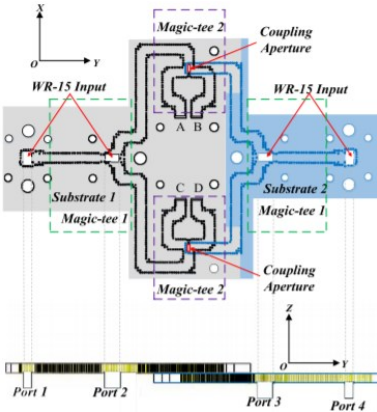 X
Magic-tee 2
Coupling
Aperture
O
Y
WR-15 Input
WR-15 Input
A B
Substrate 1
Substrate 2
Magic-tee 1
Magic-tee 1
C D
Magic-tee 2
Coupling
Aperture
Z
O
Y
Port 1
Port 2
Port 3
Port 4